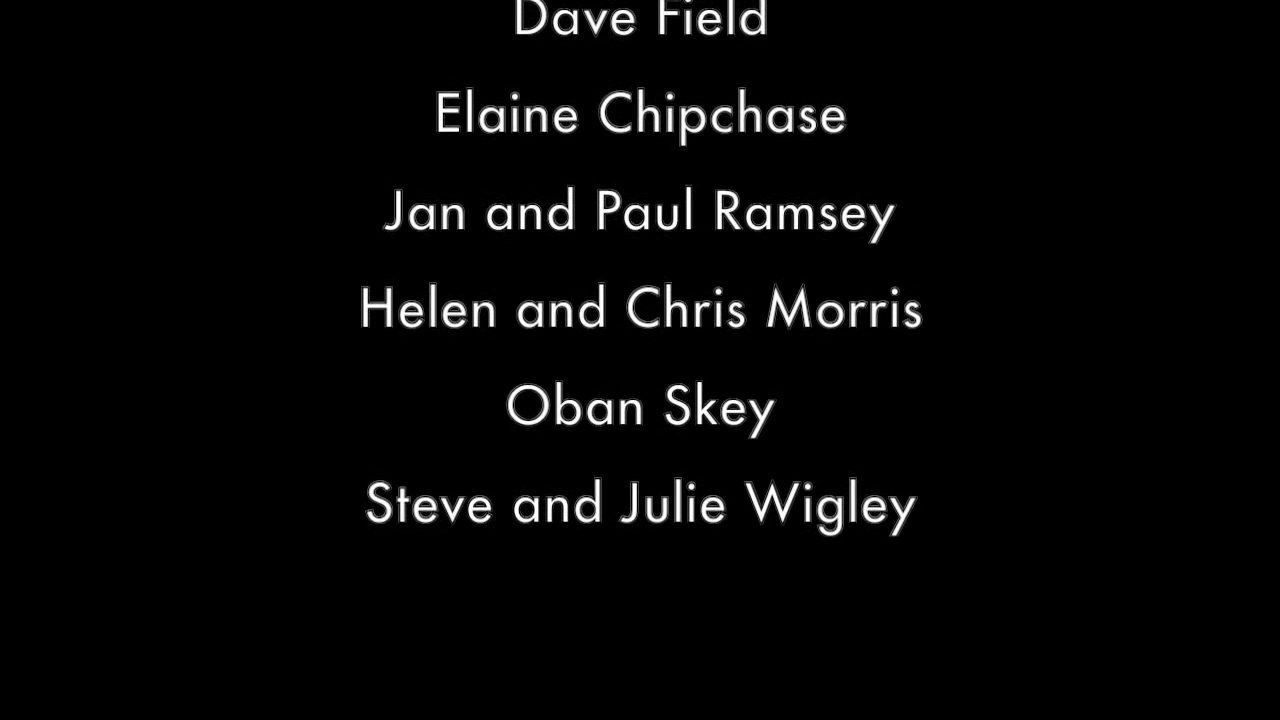 Dave Field
Elaine Chipchase
Jan and Paul Ramsey
Helen and Chris Morris
Oban Skey
Steve and Julie Wigley